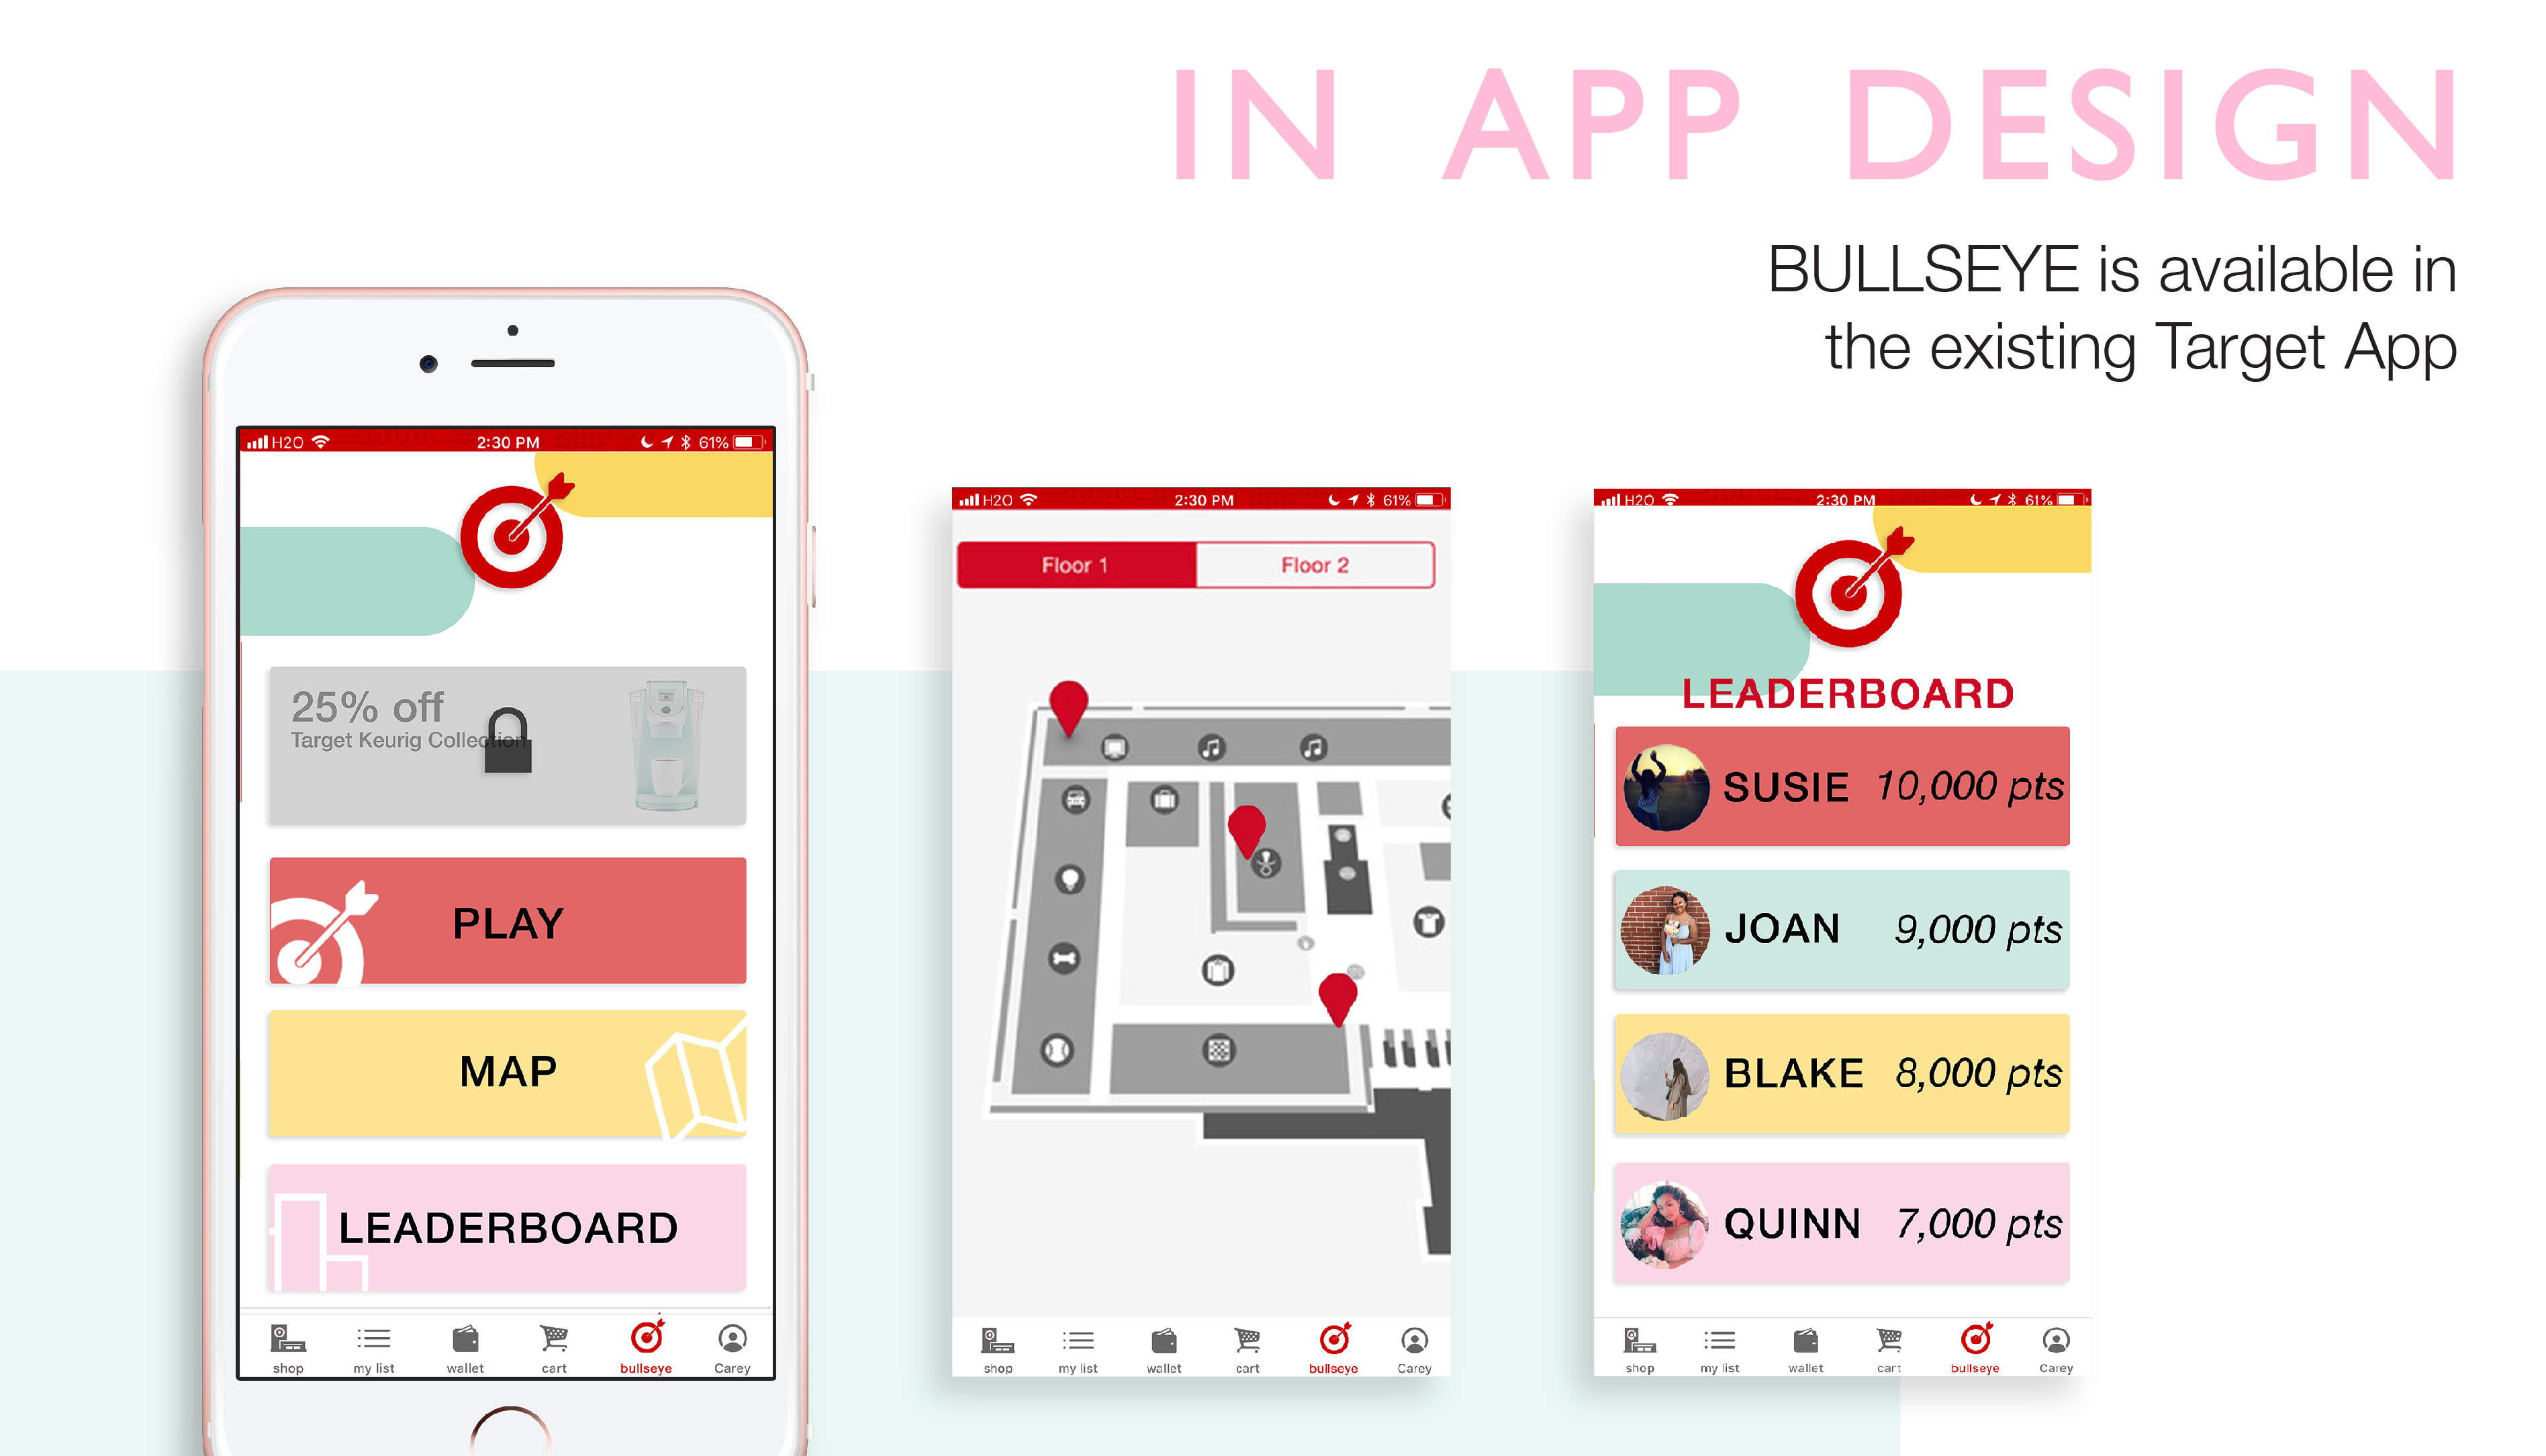 IN APP DESIGN
BULLSEYE is available in
the existing Target App
H2O 2:30 PM 61%
25% off
Target Keurig Collection
PLAY
MAP
LEADERBOARD
shop my list wallet cart bullseye Carey
H2O 2:30 PM 61%
Floor 1 Floor 2
shop my list wallet cart bullseye Carey
H2O 2:30 PM 61%
LEADERBOARD
SUSIE 10,000 pts
JOAN 9,000 pts
BLAKE 8,000 pts
QUINN 7,000 pts
shop my list wallet cart bullseye Carey